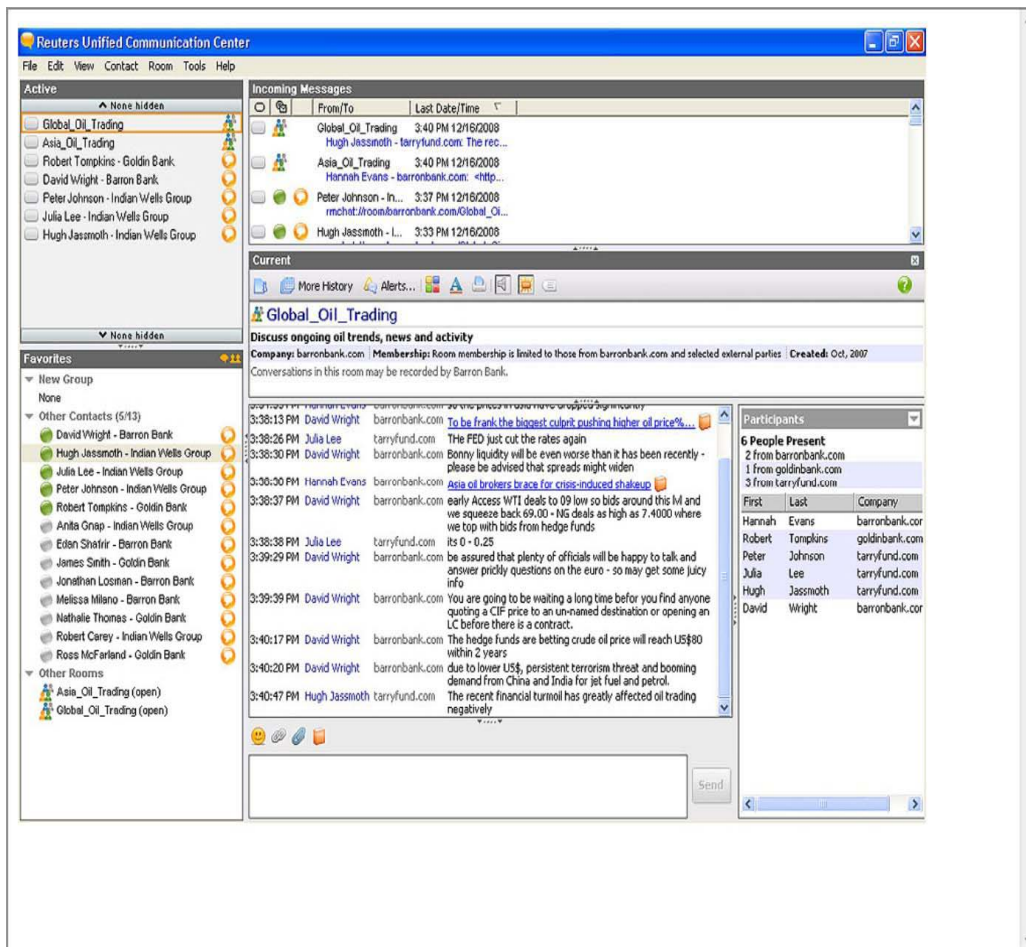 Reuters Unified Communication Center
File Edit View Contact Room Tools Help
Active
None hidden
Global_Oil_Trading
Asia_Oil_Trading
Robert Tompkins - Goldin Bank
David Wright - Barron Bank
Peter Johnson - Indian Wells Group
Julia Lee - Indian Wells Group
Hugh Jassmoth - Indian Wells Group
None hidden
Favorites
New Group
None
Other Contacts (5/13)
David Wright - Barron Bank
Hugh Jassmoth - Indian Wells Group
Julia Lee - Indian Wells Group
Peter Johnson - Indian Wells Group
Robert Tompkins - Goldin Bank
Anita Gnap - Indian Wells Group
Edan Shafrir - Barron Bank
James Smith - Goldin Bank
Jonathan Losman - Barron Bank
Melissa Milano - Barron Bank
Nathalie Thomas - Goldin Bank
Robert Carey - Indian Wells Group
Ross McFarland - Goldin Bank
Other Rooms
Asia_Oil_Trading (open)
Global_Oil_Trading (open)
Incoming Messages
From/To Last Date/Time
Global_Oil_Trading 3:40 PM 12/16/2008
Hugh Jassmoth - tarryfund.com: The rec...
Asia_Oil_Trading 3:40 PM 12/16/2008
Hannah Evans - barronbank.com: <http...
Peter Johnson - In... 3:37 PM 12/16/2008
rmchat://room/barronbank.com/Global_Oi...
Hugh Jassmoth - I... 3:33 PM 12/16/2008
Current
More History Alerts...
Global_Oil_Trading
Discuss ongoing oil trends, news and activity
Company: barronbank.com Membership: Room membership is limited to those from barronbank.com and selected external parties Created: Oct, 2007
Conversations in this room may be recorded by Barron Bank.
Hannah Evans barronbank.com so the prices in asia have dropped significantly
3:38:13 PM David Wright barronbank.com To be frank the biggest culprit pushing higher oil price%...
3:38:26 PM Julia Lee tarryfund.com THe FED just cut the rates again
3:38:30 PM David Wright barronbank.com Bonny liquidity will be even worse than it has been recently -
please be advised that spreads might widen
3:38:30 PM Hannah Evans barronbank.com Asia oil brokers brace for crisis-induced shakeup
3:38:37 PM David Wright barronbank.com early Access WTI deals to 09 low so bids around this lvl and
we squeeze back 69.00 - NG deals as high as 7.4000 where
we top with bids from hedge funds
3:38:38 PM Julia Lee tarryfund.com its 0 - 0.25
3:39:29 PM David Wright barronbank.com be assured that plenty of officials will be happy to talk and
answer prickly questions on the euro - so may get some juicy
info
3:39:39 PM David Wright barronbank.com You are going to be waiting a long time befor you find anyone
quoting a CIF price to an un-named destination or opening an
LC before there is a contract.
3:40:17 PM David Wright barronbank.com The hedge funds are betting crude oil price will reach US$80
within 2 years
3:40:20 PM David Wright barronbank.com due to lower US$, persistent terrorism threat and booming
demand from China and India for jet fuel and petrol.
3:40:47 PM Hugh Jassmoth tarryfund.com The recent financial turmoil has greatly affected oil trading
negatively
Send
Participants
6 People Present
2 from barronbank.com
1 from goldinbank.com
3 from tarryfund.com
First Last Company
Hannah Evans barronbank.cor
Robert Tompkins goldinbank.com
Peter Johnson tarryfund.com
Julia Lee tarryfund.com
Hugh Jassmoth tarryfund.com
David Wright barronbank.cor